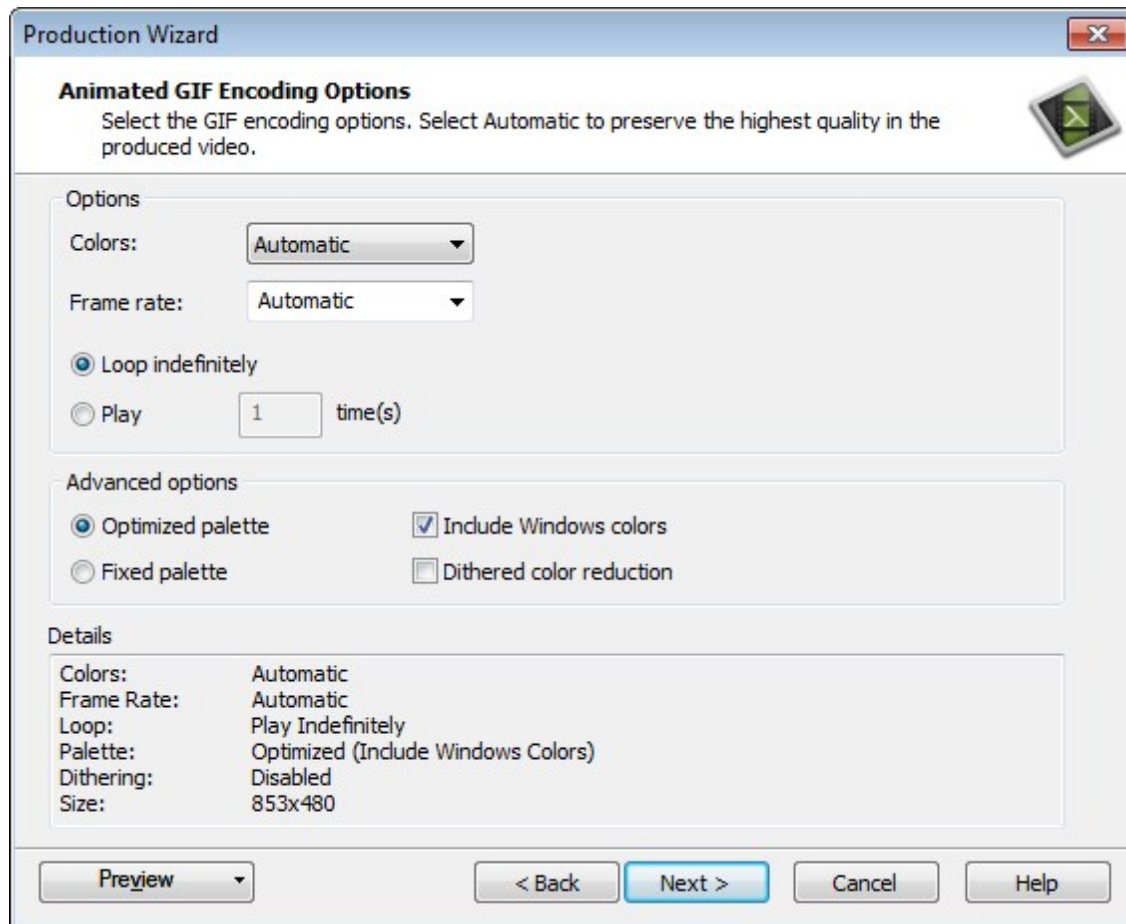 Production Wizard
Animated GIF Encoding Options
Select the GIF encoding options. Select Automatic to preserve the highest quality in the
produced video.
Options
Colors: Automatic
Frame rate: Automatic
Loop indefinitely
Play 1 time(s)
Advanced options
Optimized palette Include Windows colors
Fixed palette Dithered color reduction
Details
Colors: Automatic
Frame Rate: Automatic
Loop: Play Indefinitely
Palette: Optimized (Include Windows Colors)
Dithering: Disabled
Size: 853x480
Preview < Back Next > Cancel Help